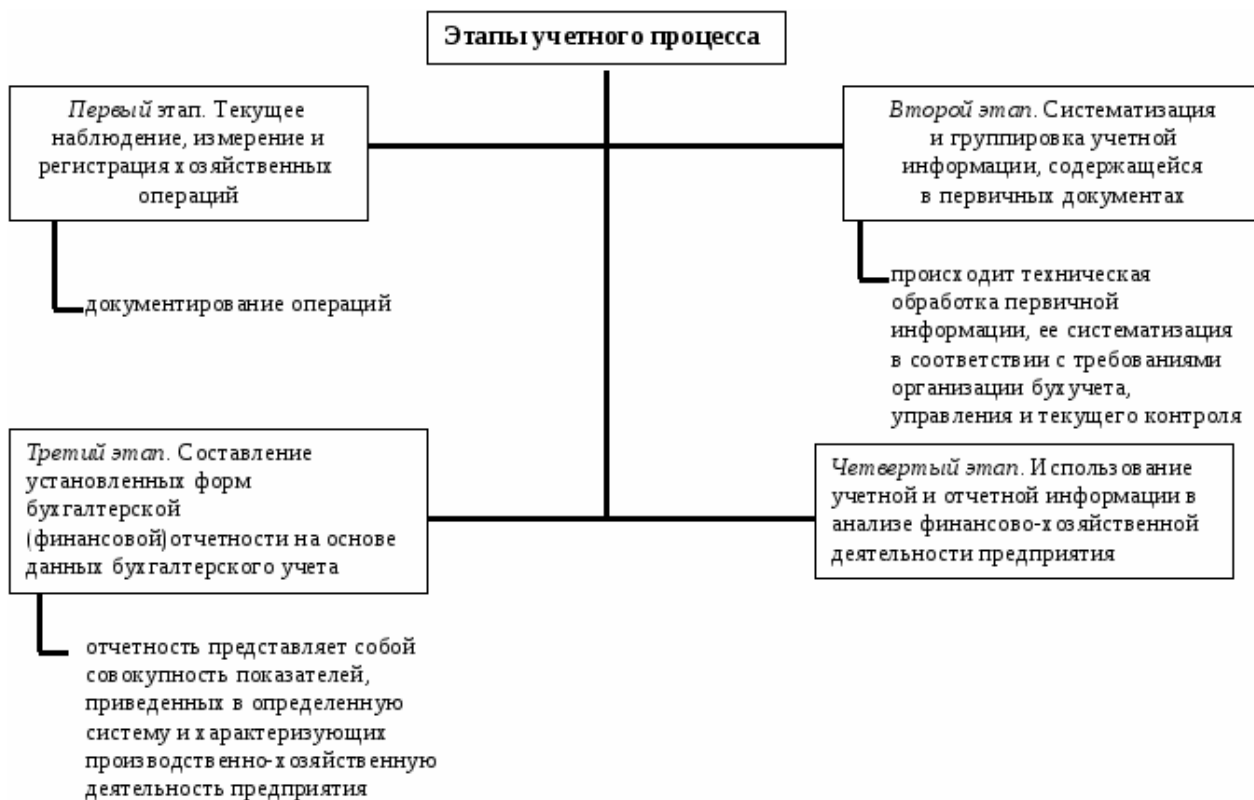 Этапы учетного процесса
Первый этап. Текущее
наблюдение, измерение и
регистрация хозяйственных
операций
документирование операций
Второй этап. Систематизация
и группировка учетной
информации, содержащейся
в первичных документах
происходит техническая
обработка первичной
информации, ее систематизация
в соответствии с требованиями
организации бухучета,
управления и текущего контроля
Третий этап. Составление
установленных форм
бухгалтерской
(финансовой) отчетности на основе
данных бухгалтерского учета
отчетность представляет собой
совокупность показателей,
приведенных в определенную
систему и характеризующих
производственно-хозяйственную
деятельность предприятия
Четвертый этап. Использование
учетной и отчетной информации в
анализе финансово-хозяйственной
деятельности предприятия